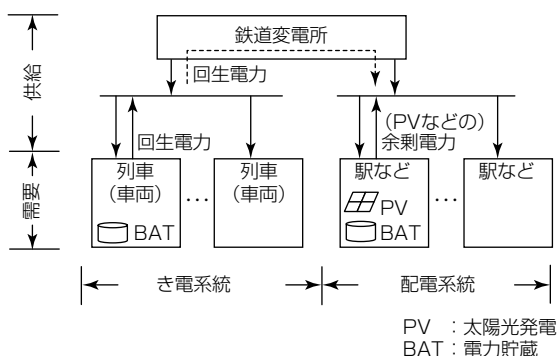 鉄道変電所
回生電力
供給
回生電力
(PVなどの)
余剰電力
需要
列車
(車両)
BAT
…
列車
(車両)
駅など
PV
BAT
…
駅など
き電系統
配電系統
PV :太陽光発電
BAT:電力貯蔵